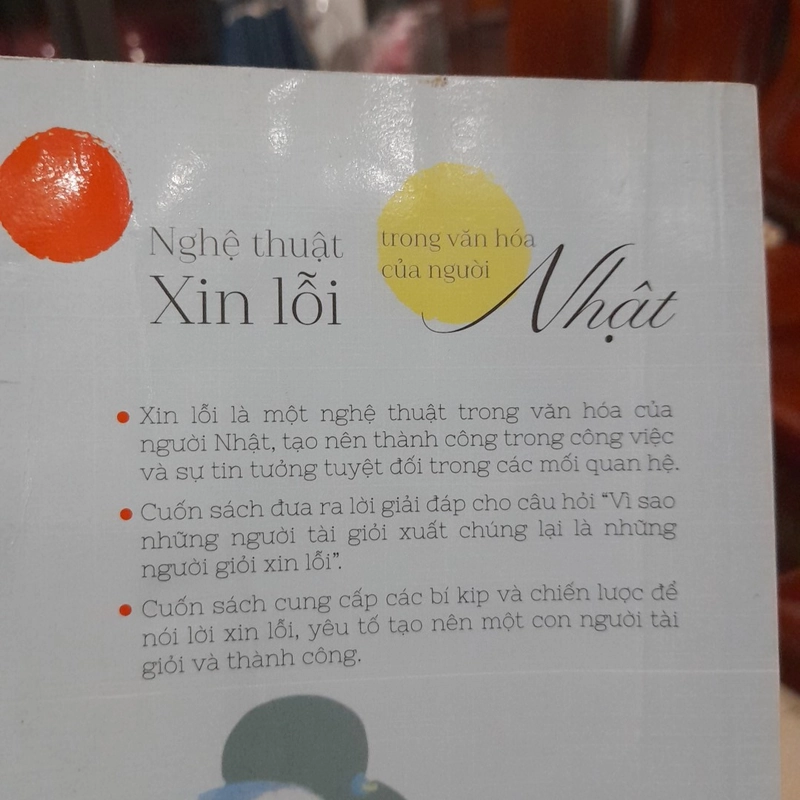 Nghệ thuật
Xin lỗi
trong văn hóa
của người
Nhật
Xin lỗi là một nghệ thuật trong văn hóa của
người Nhật, tạo nên thành công trong công việc
và sự tin tưởng tuyệt đối trong các mối quan hệ.
Cuốn sách đưa ra lời giải đáp cho câu hỏi “Vì sao
những người tài giỏi xuất chúng lại là những
người giỏi xin lỗi”.
Cuốn sách cung cấp các bí kip và chiến lược để
nói lời xin lỗi, yêu tố tạo nên một con người tài
giỏi và thành công.